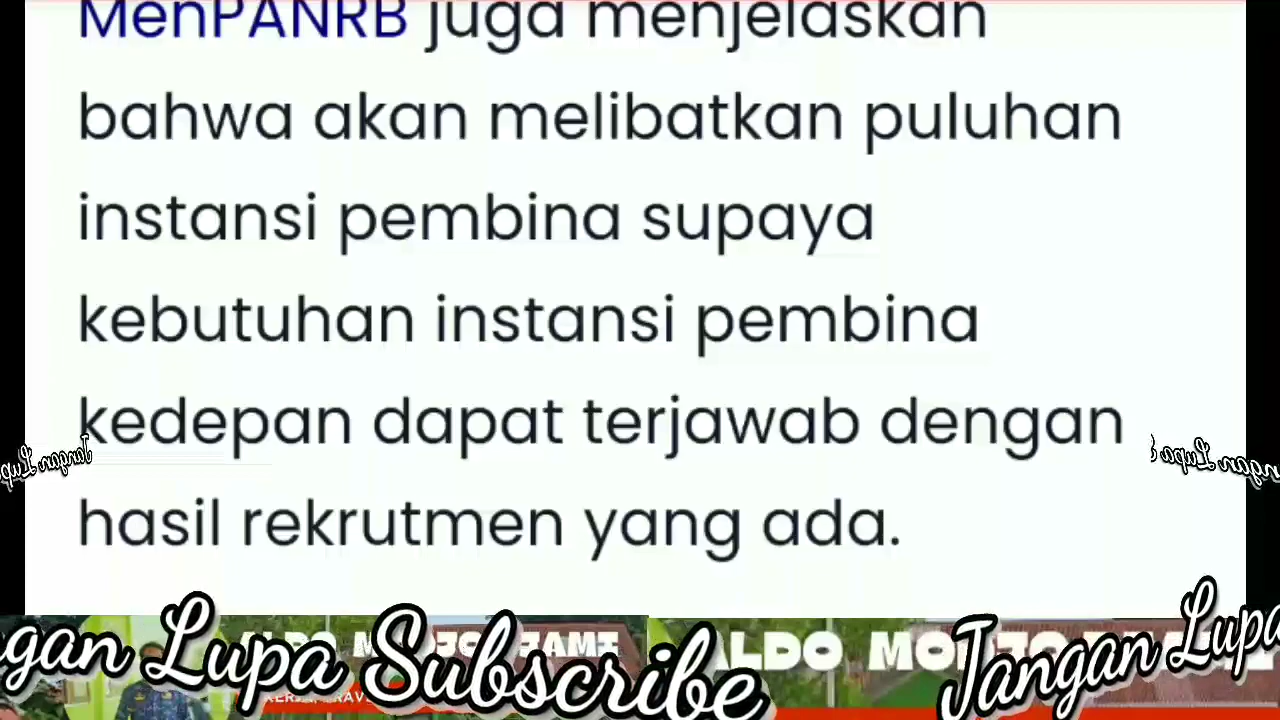 MenPANRB juga menjelaskan
bahwa akan melibatkan puluhan
instansi pembina supaya
kebutuhan instansi pembina
kedepan dapat terjawab dengan
hasil rekrutmen yang ada.
Jangan Lupa
Lupa Subscribe
Jangan Lupa